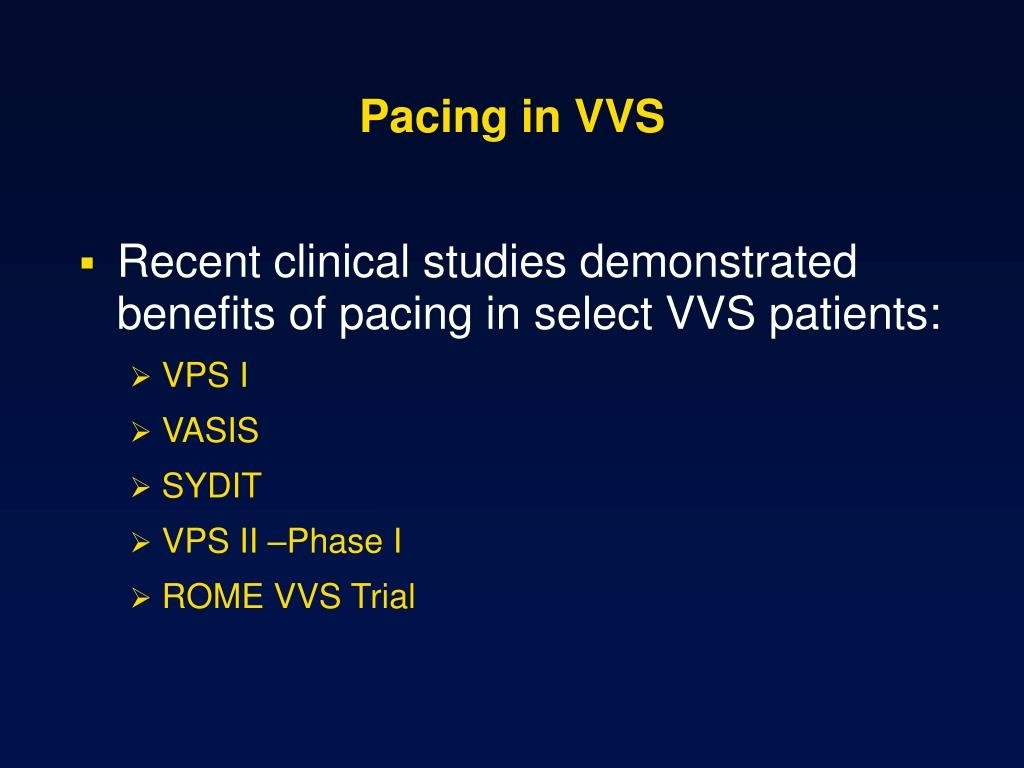 Pacing in VVS
▪ Recent clinical studies demonstrated
benefits of pacing in select VVS patients:
➢ VPS I
➢ VASIS
➢ SYDIT
➢ VPS II –Phase I
➢ ROME VVS Trial